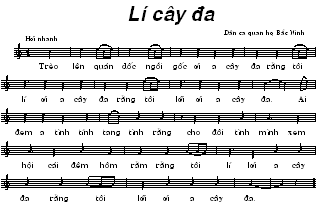 Lí cây đa
Hơi nhanh
Dân ca quan họ Bắc Ninh
Trèo lên quán dốc ngồi gốc ơi a cây đa rằng tôi
lí ơi a cây đa rằng tôi lới ơi a cây đa. Ai
đem a tính tình tang tình rằng cho đôi tính mình xem
hội cái đêm hôm rằm rằng tôi lí lới a cây
đa rằng tôi lới ơi a cây đa.